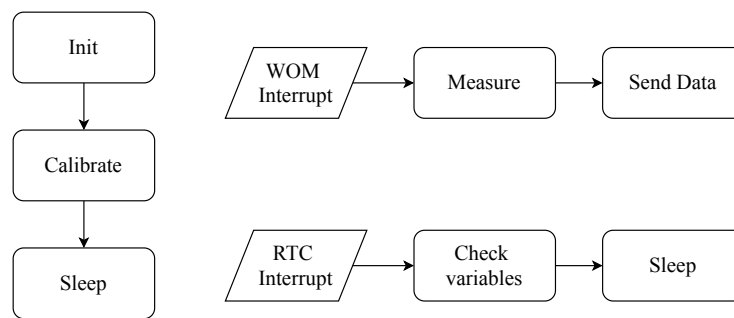 Init
Calibrate
Sleep
WOM
Interrupt
Measure
Send Data
RTC
Interrupt
Check
variables
Sleep